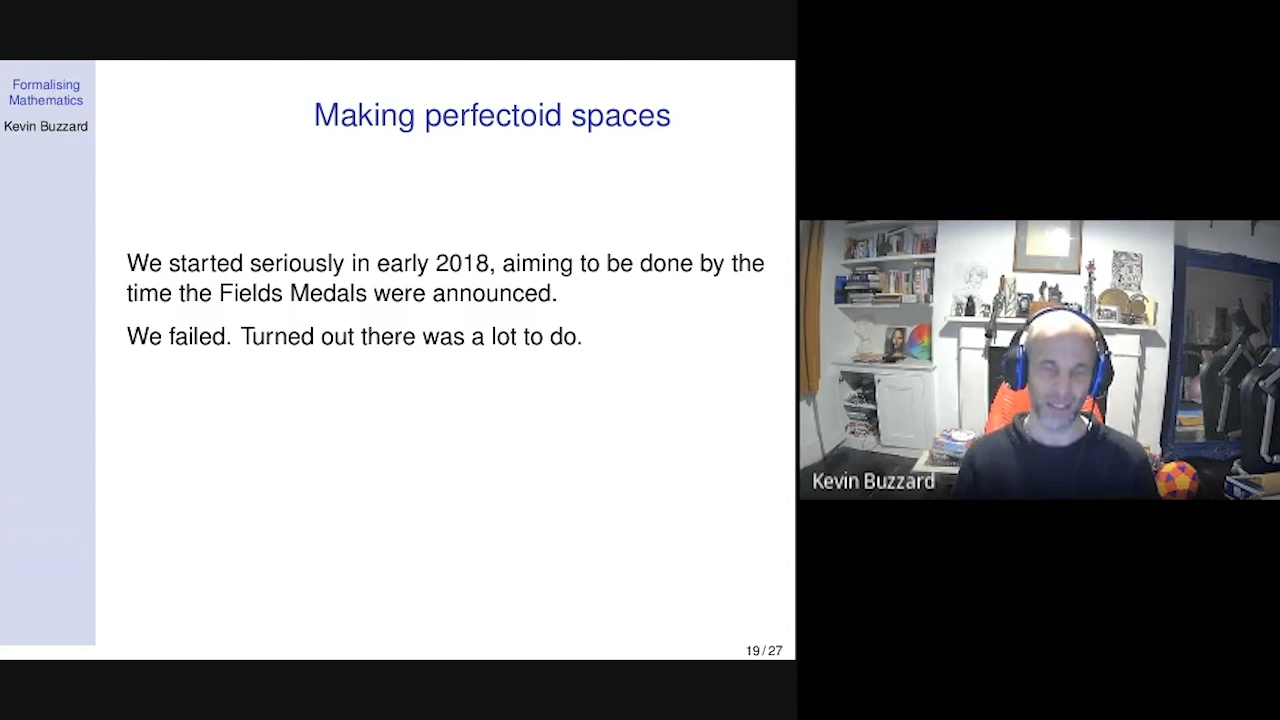 Formalising
Mathematics
Kevin Buzzard
Making perfectoid spaces
We started seriously in early 2018, aiming to be done by the
time the Fields Medals were announced.
We failed. Turned out there was a lot to do.
19 / 27
Kevin Buzzard